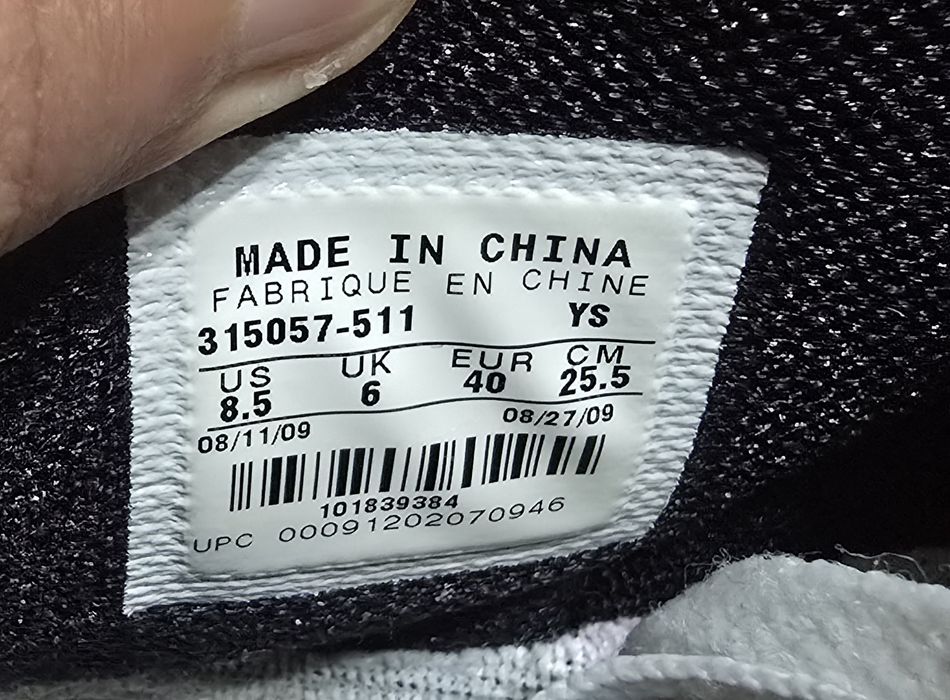 MADE IN CHINA
FABRIQUE EN CHINE
315057-511 YS
US UK EUR CM
8.5 6 40 25.5
08/11/09 08/27/09
101839384
UPC 00091202070946